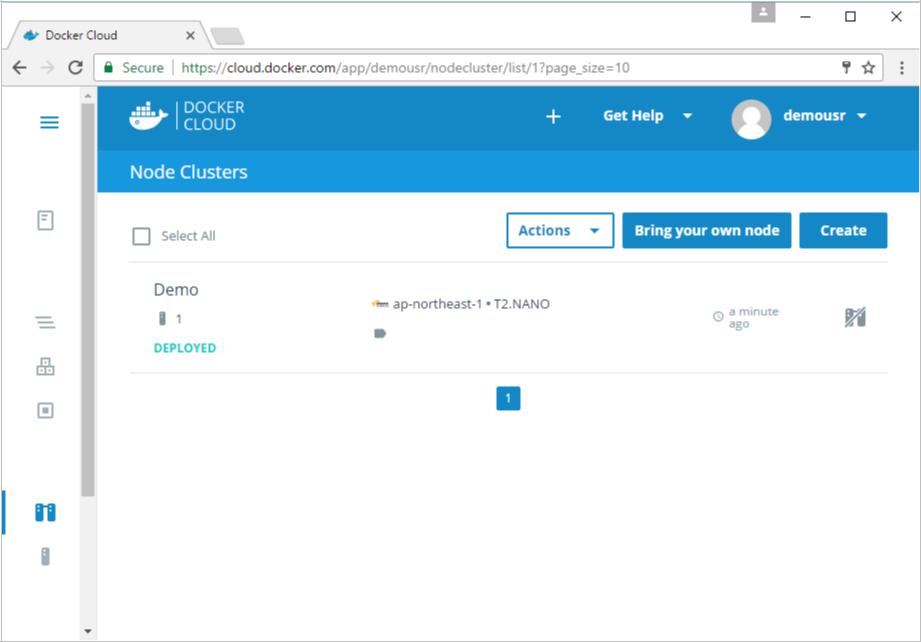 Docker Cloud
Secure | https://cloud.docker.com/app/demousr/nodecluster/list/1?page_size=10
DOCKER
CLOUD
Get Help
demousr
Node Clusters
Select All
Actions
Bring your own node
Create
Demo
1
DEPLOYED
ap-northeast-1 • T2.NANO
a minute
ago
1